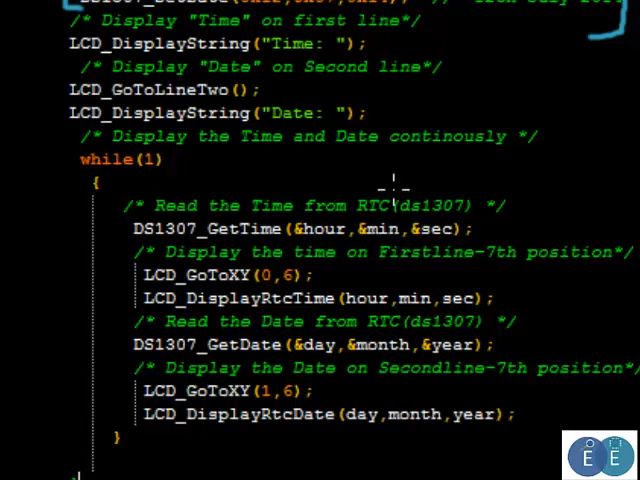 /* Display "Time" on first line*/
LCD_DisplayString("Time: ");
/* Display "Date" on Second line*/
LCD_GoToLineTwo();
LCD_DisplayString("Date: ");
/* Display the Time and Date continously */
while(1)
{
/* Read the Time from RTC(ds1307) */
DS1307_GetTime(&hour,&min,&sec);
/* Display the time on Firstline-7th position*/
LCD_GoToXY(0,6);
LCD_DisplayRtcTime(hour,min,sec);
/* Read the Date from RTC(ds1307) */
DS1307_GetDate(&day,&month,&year);
/* Display the Date on Secondline-7th position*/
LCD_GoToXY(1,6);
LCD_DisplayRtcDate(day,month,year);
}